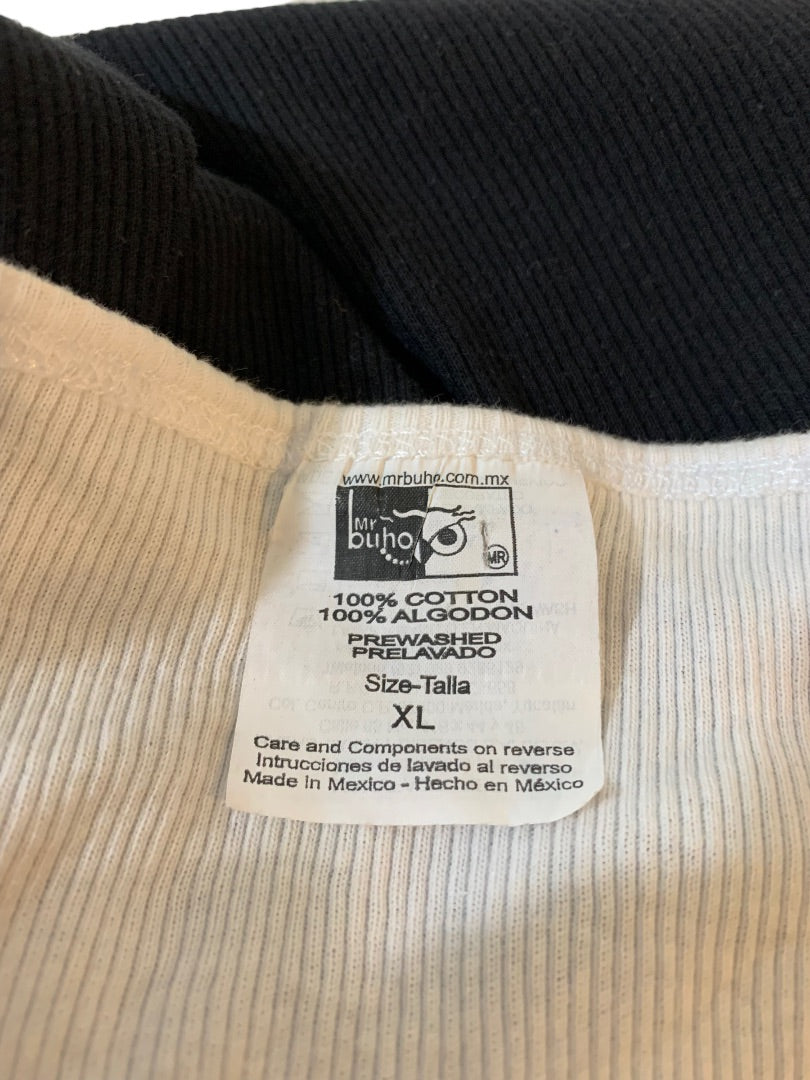 www.mrbuho.com.mx
Mr
buho
MR
100% COTTON
100% ALGODON
PREWASHED
PRELAVADO
Size-Talla
XL
Care and Components on reverse
Intrucciones de lavado al reverso
Made in Mexico - Hecho en México